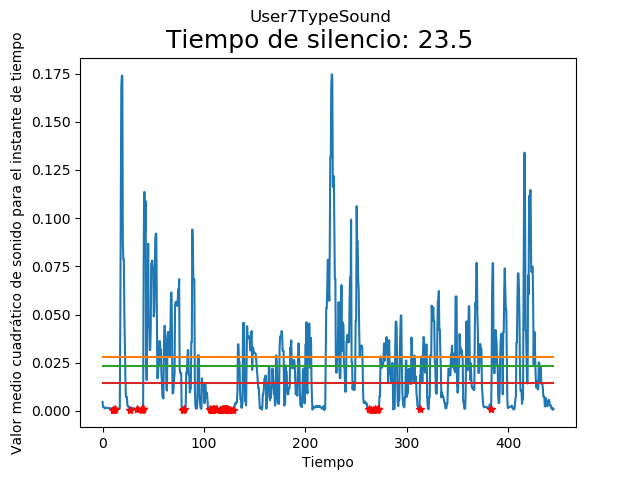 User7TypeSound
Tiempo de silencio: 23.5
Valor medio cuadrático de sonido para el instante de tiempo
0.175
0.150
0.125
0.100
0.075
0.050
0.025
0.000
0 100 200 300 400
Tiempo